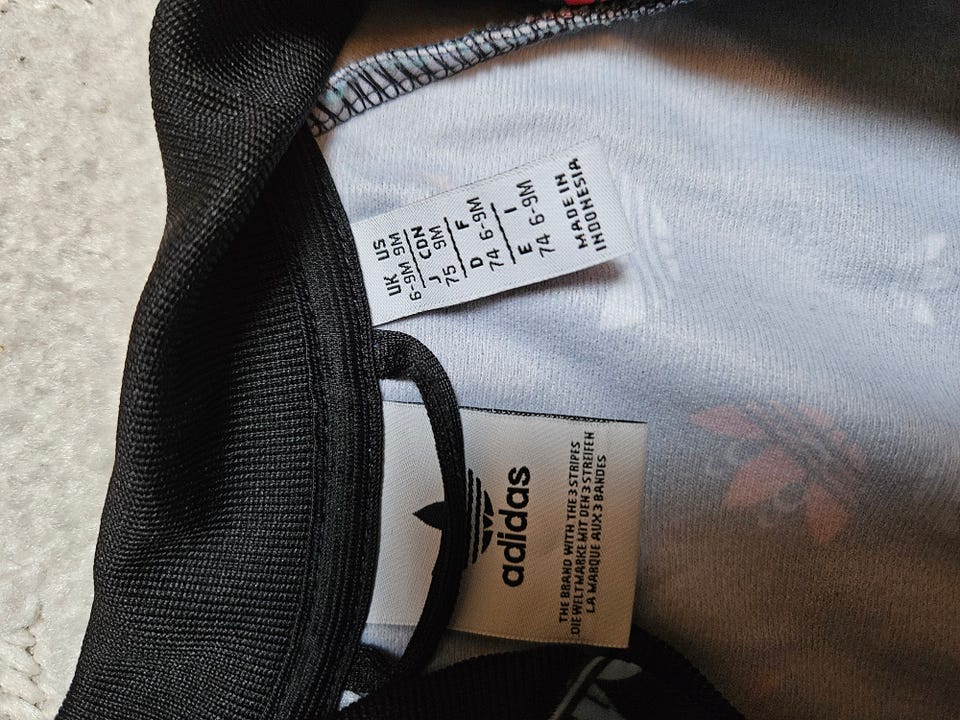 UK US
6-9M 9M
J CDN
75 9M
D F
74 6-9M
E I
74 6-9M
MADE IN
INDONESIA
adidas
THE BRAND WITH THE 3 STRIPES
DIE WELTMARKE MIT DEN 3 STREIFEN
LA MARQUE AUX 3 BANDES